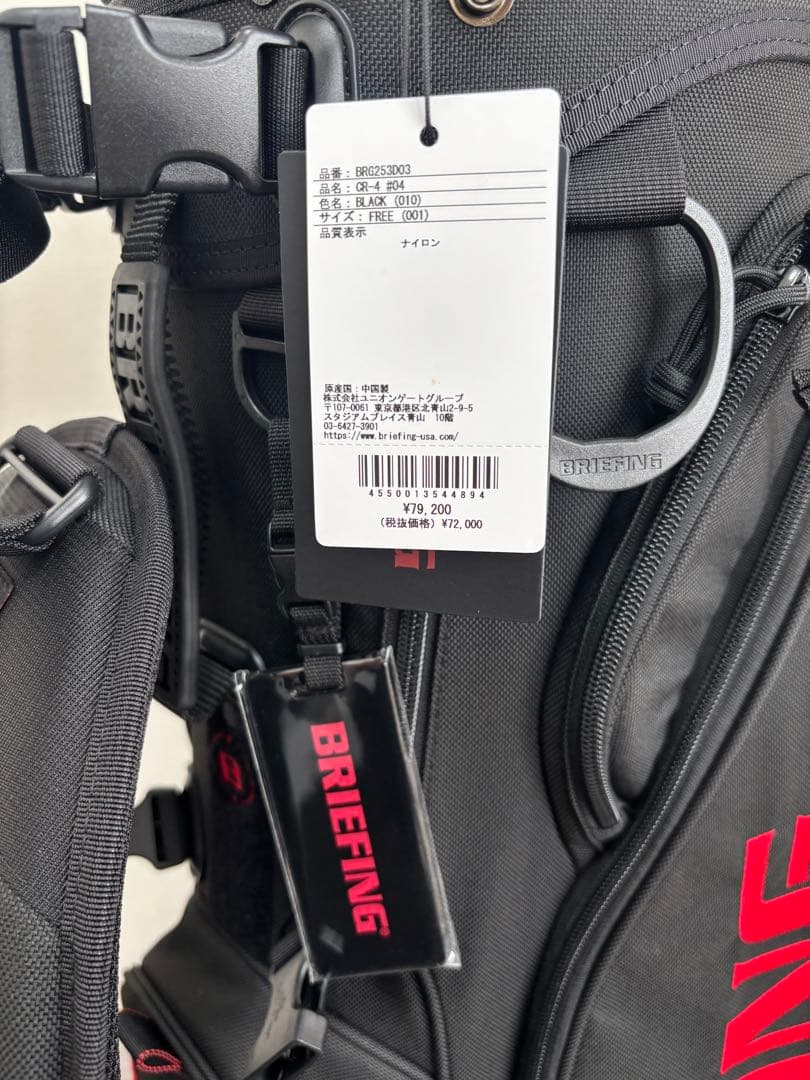 品番：BRG253D03
品名：CR-4 #04
色名：BLACK (010)
サイズ：FREE (001)
品質表示
ナイロン
原産国：中国製
株式会社ユニオンゲートグループ
〒107-0061 東京都港区北青山2-9-5
スタジアムプレイス青山 10階
03-6427-3901
https://www.briefing-usa.com/
4550013544894
¥79,200
(税抜価格) ¥72,000
BRIEFING
BRIEFING
BR
ING